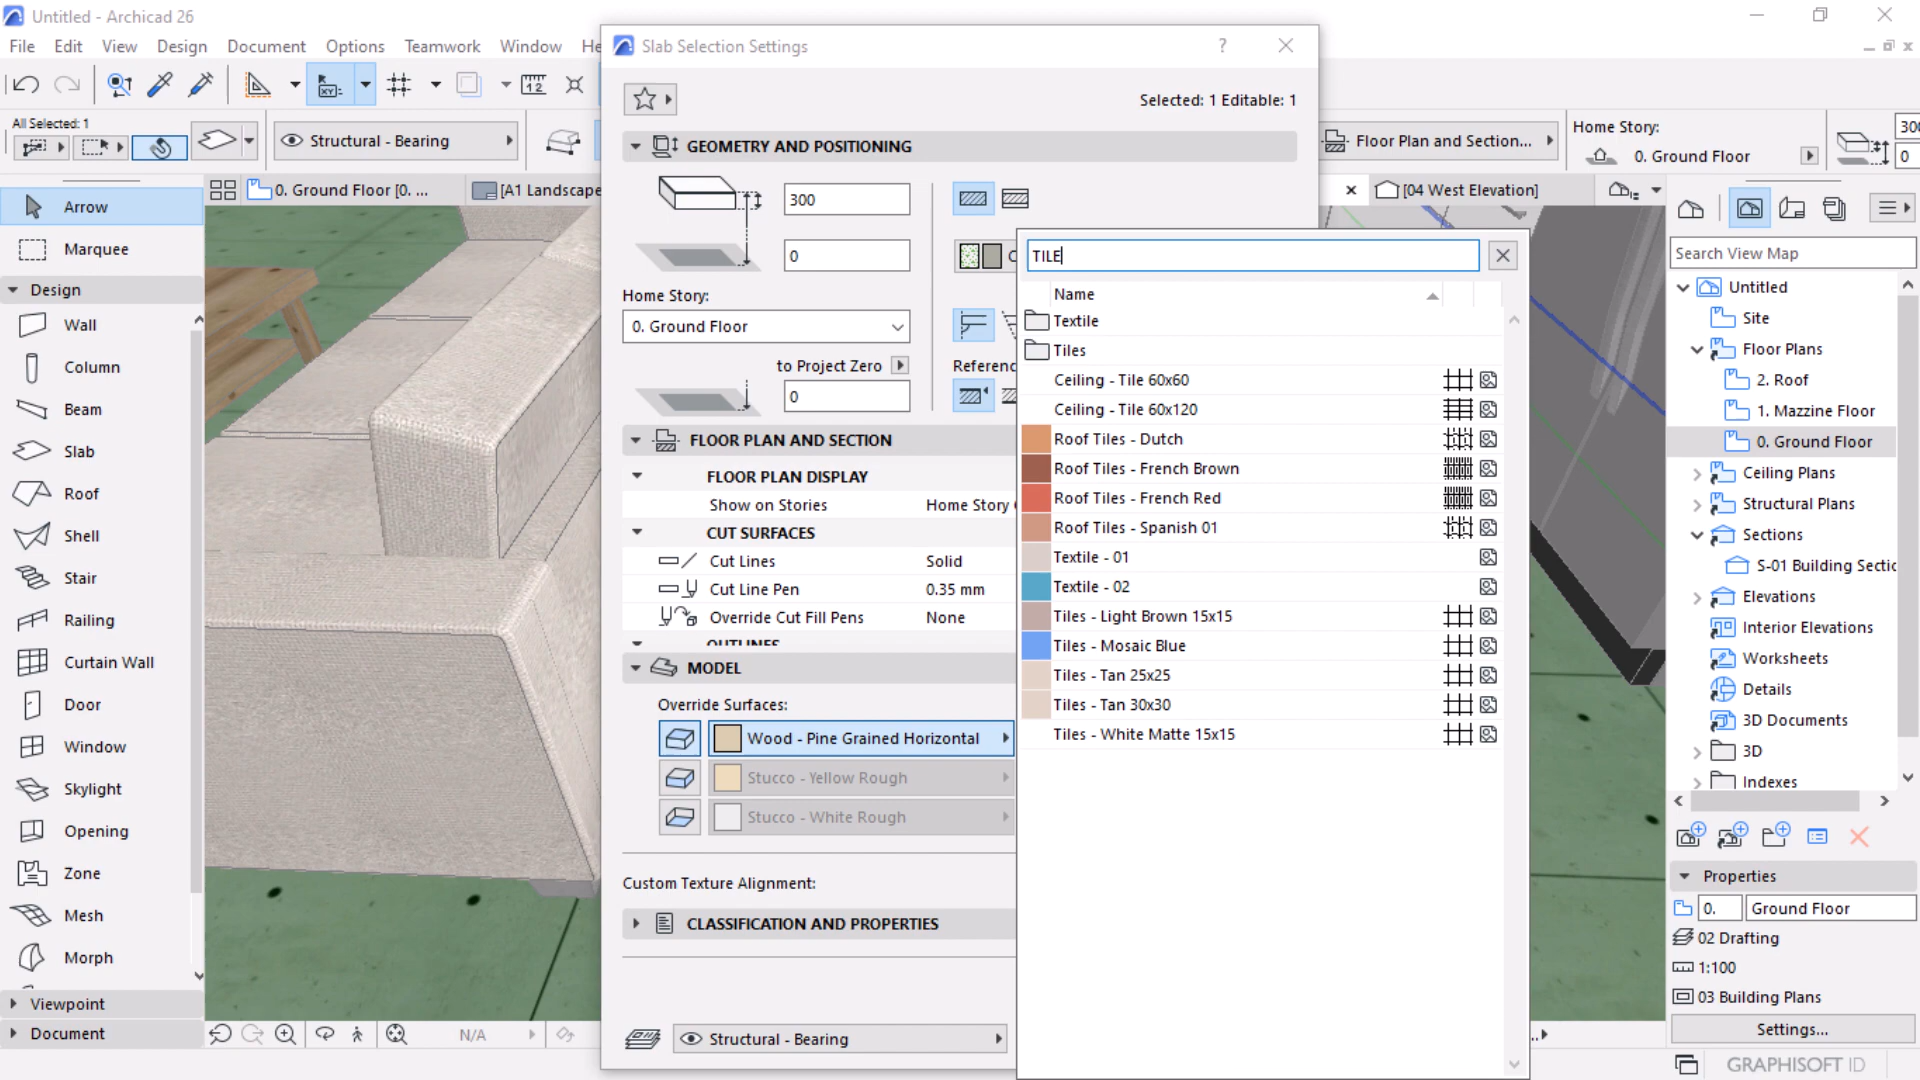 Untitled - Archicad 26
File Edit View Design Document Options Teamwork Window He
All Selected: 1
Structural - Bearing
Floor Plan and Section...
Home Story:
0. Ground Floor
300
0
0. Ground Floor [0. ...
[A1 Landscape
[04 West Elevation]
Arrow
Marquee
Design
Wall
Column
Beam
Slab
Roof
Shell
Stair
Railing
Curtain Wall
Door
Window
Skylight
Opening
Zone
Mesh
Morph
Viewpoint
Document
N/A
Slab Selection Settings
?
Selected: 1 Editable: 1
GEOMETRY AND POSITIONING
300
0
Home Story:
0. Ground Floor
to Project Zero
0
C
Referenc
FLOOR PLAN AND SECTION
FLOOR PLAN DISPLAY
Show on Stories Home Story
CUT SURFACES
Cut Lines Solid
Cut Line Pen 0.35 mm
Override Cut Fill Pens None
OUTLINES
MODEL
Override Surfaces:
Wood - Pine Grained Horizontal
Stucco - Yellow Rough
Stucco - White Rough
Custom Texture Alignment:
CLASSIFICATION AND PROPERTIES
Structural - Bearing
TILE
Name
Textile
Tiles
Ceiling - Tile 60x60
Ceiling - Tile 60x120
Roof Tiles - Dutch
Roof Tiles - French Brown
Roof Tiles - French Red
Roof Tiles - Spanish 01
Textile - 01
Textile - 02
Tiles - Light Brown 15x15
Tiles - Mosaic Blue
Tiles - Tan 25x25
Tiles - Tan 30x30
Tiles - White Matte 15x15
Search View Map
Untitled
Site
Floor Plans
2. Roof
1. Mazzine Floor
0. Ground Floor
Ceiling Plans
Structural Plans
Sections
S-01 Building Sectic
Elevations
Interior Elevations
Worksheets
Details
3D Documents
3D
Indexes
Properties
0. Ground Floor
02 Drafting
1:100
03 Building Plans
Settings...
GRAPHISOFT ID